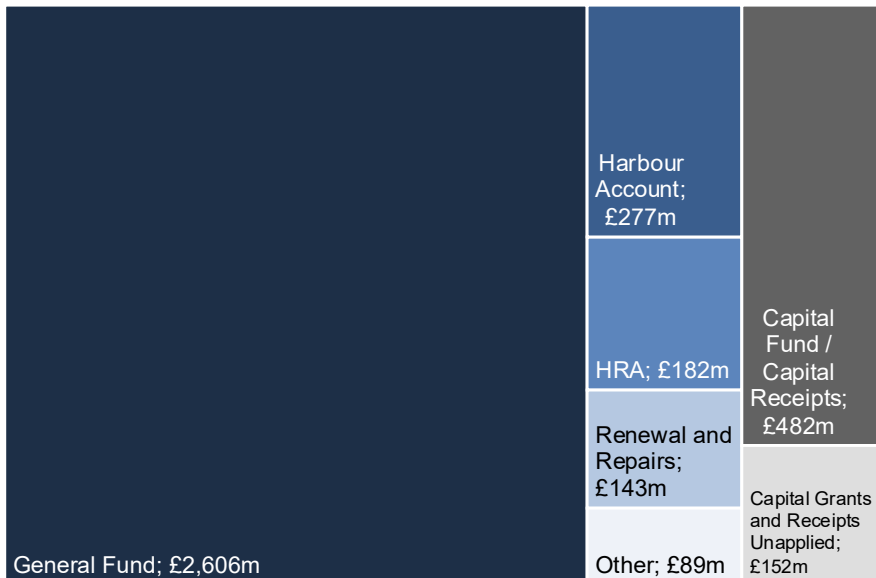 General Fund; £2,606m
Harbour
Account;
£277m
HRA; £182m
Renewal and
Repairs;
£143m
Other; £89m
Capital
Fund /
Capital
Receipts;
£482m
Capital Grants
and Receipts
Unapplied;
£152m